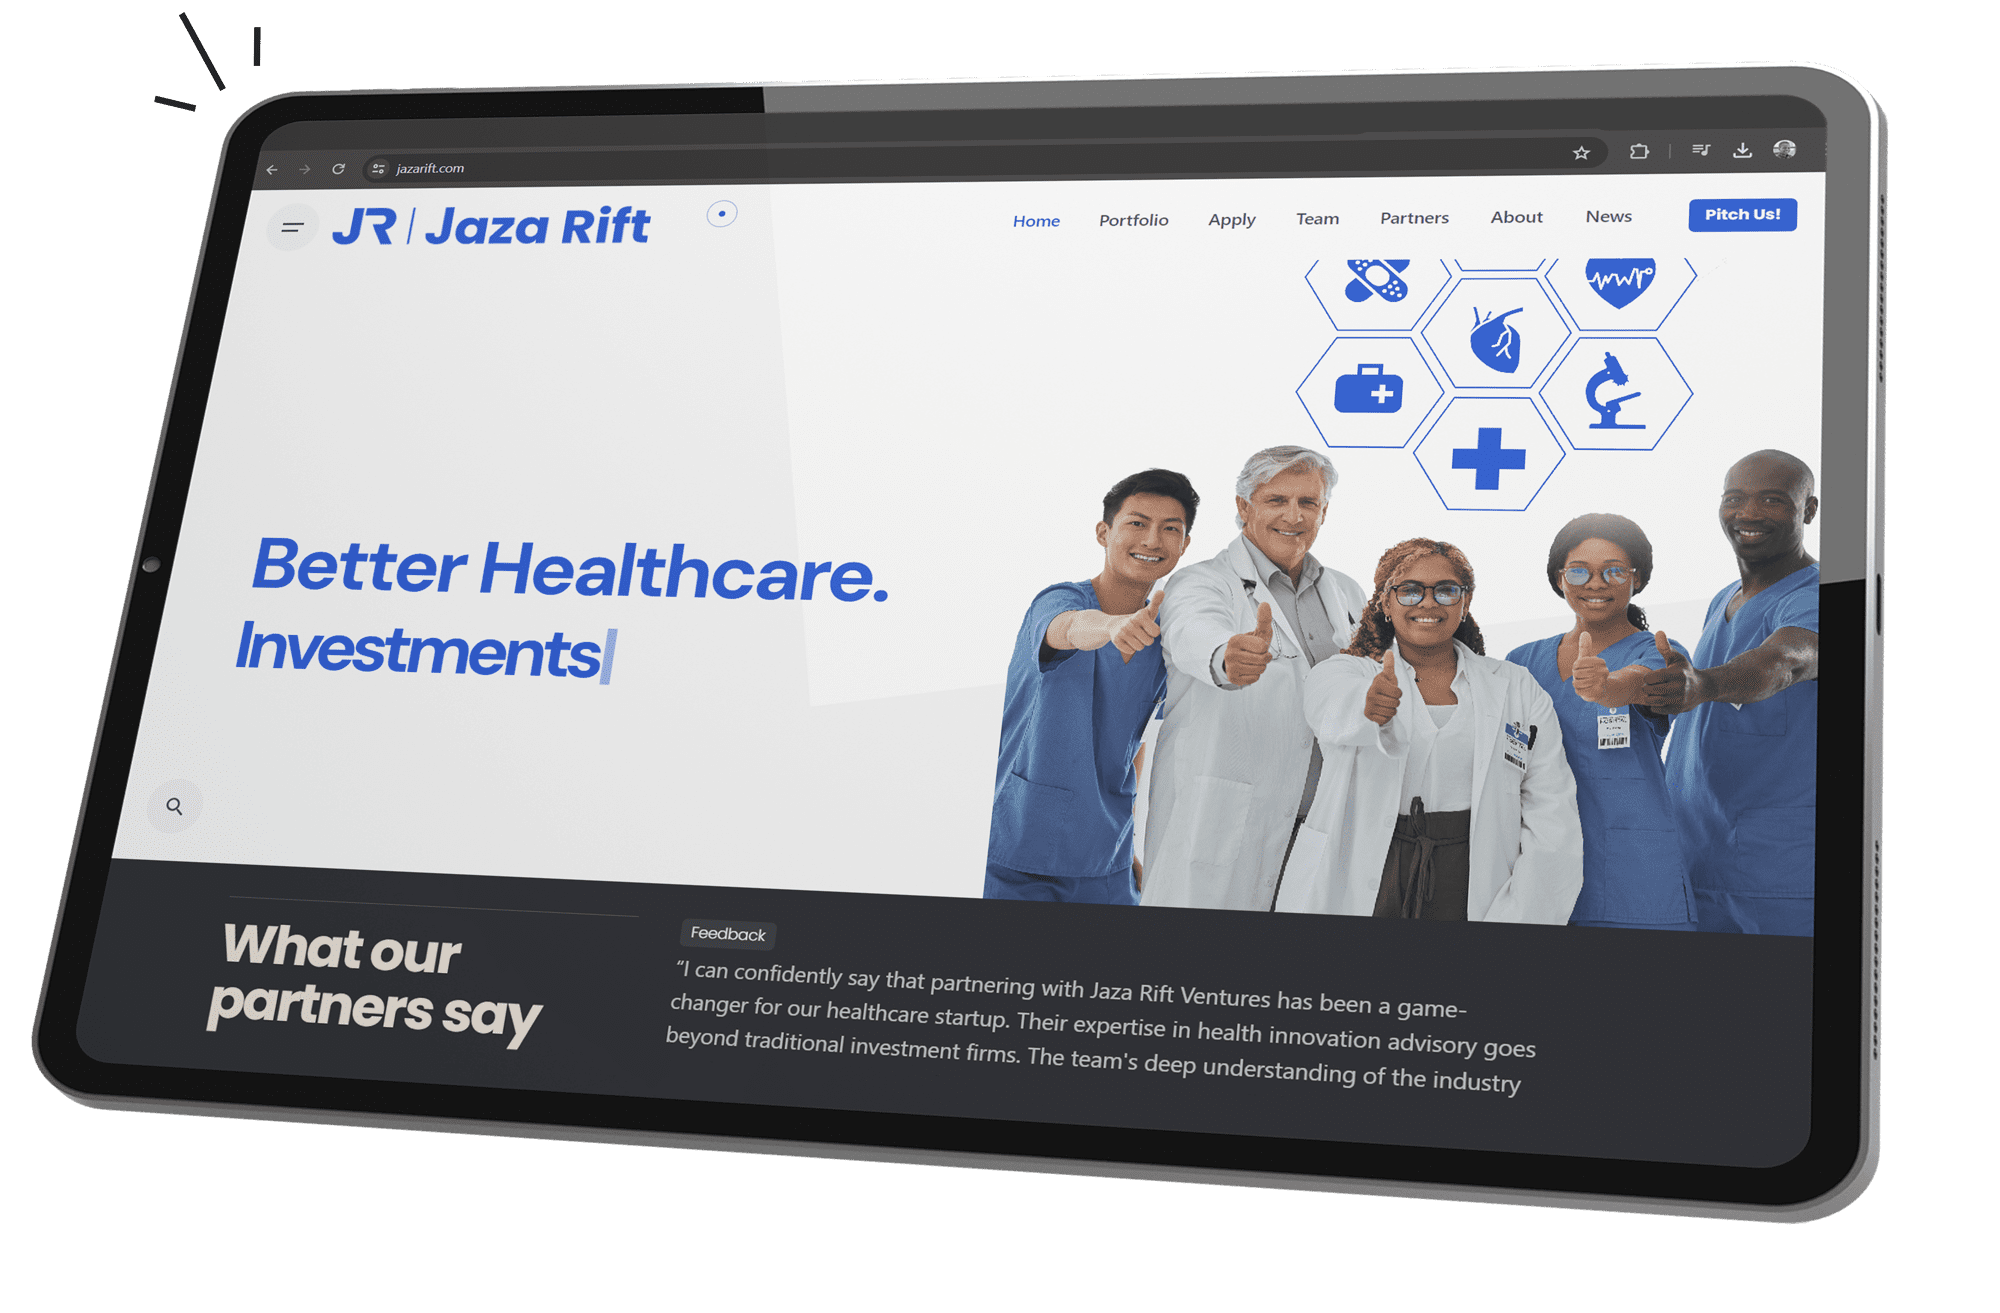 jazarift.com
JR | Jaza Rift
Home Portfolio Apply Team Partners About News Pitch Us!
Better Healthcare.
Investments
What our
partners say
Feedback
“I can confidently say that partnering with Jaza Rift Ventures has been a game-
changer for our healthcare startup. Their expertise in health innovation advisory goes
beyond traditional investment firms. The team's deep understanding of the industry